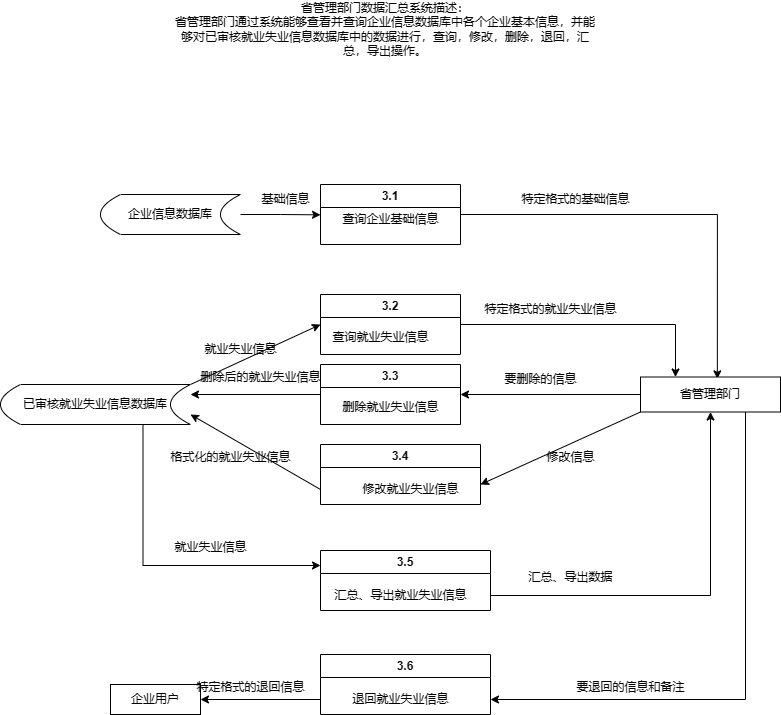 省管理部门数据汇总系统描述：
省管理部门通过系统能够查看并查询企业信息数据库中各个企业基本信息，并能
够对已审核就业失业信息数据库中的数据进行，查询，修改，删除，退回，汇
总，导出操作。
3.1
基础信息
特定格式的基础信息
企业信息数据库
查询企业基础信息
3.2
特定格式的就业失业信息
查询就业失业信息
就业失业信息
3.3
删除后的就业失业信息
要删除的信息
省管理部门
已审核就业失业信息数据库
删除就业失业信息
3.4
格式化的就业失业信息
修改信息
修改就业失业信息
就业失业信息
3.5
汇总、导出数据
汇总、导出就业失业信息
3.6
特定格式的退回信息
要退回的信息和备注
企业用户
退回就业失业信息